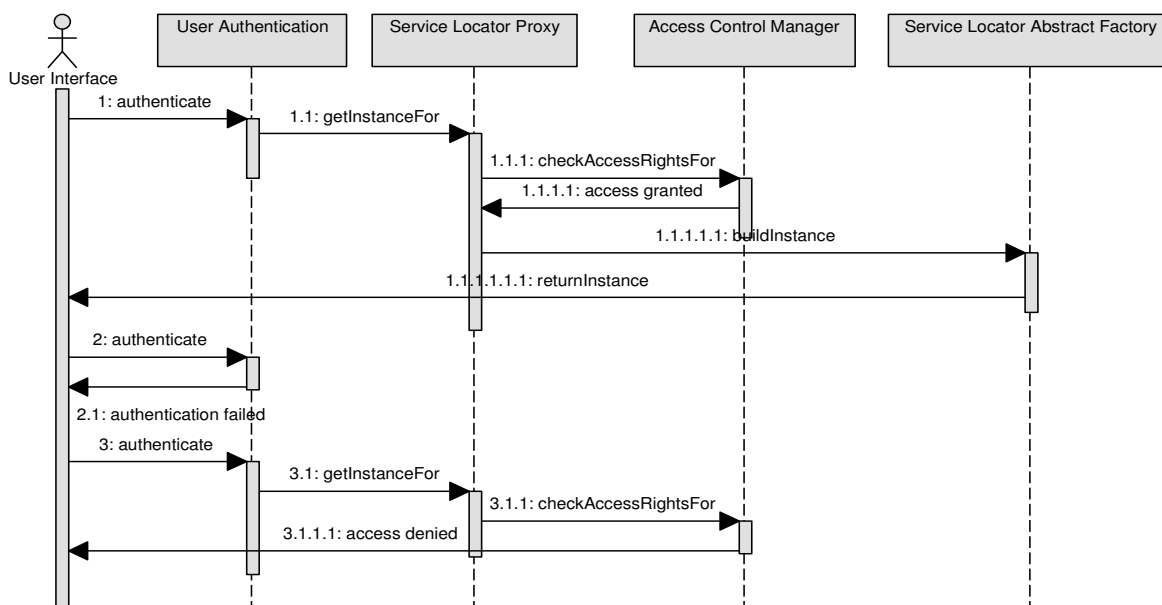 User Authentication
Service Locator Proxy
Access Control Manager
Service Locator Abstract Factory
User Interface
1: authenticate
1.1: getInstanceFor
1.1.1: checkAccessRightsFor
1.1.1.1: access granted
1.1.1.1.1: buildInstance
1.1.1.1.1.1: returnInstance
2: authenticate
2.1: authentication failed
3: authenticate
3.1: getInstanceFor
3.1.1: checkAccessRightsFor
3.1.1.1: access denied